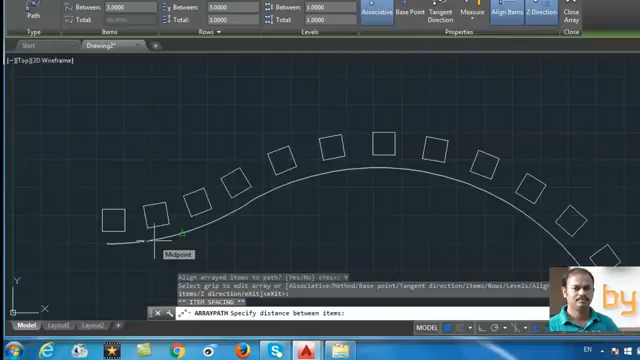 Path
Between: 3.0000
Between: 3.0000
Between: 1.0000
Total:
Total: 3.0000
Total: 1.0000
Items
Rows
Levels
Associative
Base Point
Tangent Direction
Measure
Align Items
Z Direction
Close Array
Properties
Start
Drawing2*
[-][Top][2D Wireframe]
Midpoint
Align arrayed items to path? [Yes/No] <Yes>: Y
Select grip to edit array or [ASsociative/Method/Base point/Tangent direction/Items/Rows/Levels/Align
items/Z direction/eXit]<eXit>:
** ITEM SPACING **
ARRAYPATH Specify distance between items:
Y
X
by
Model
Layout1
Layout2
MODEL
EN